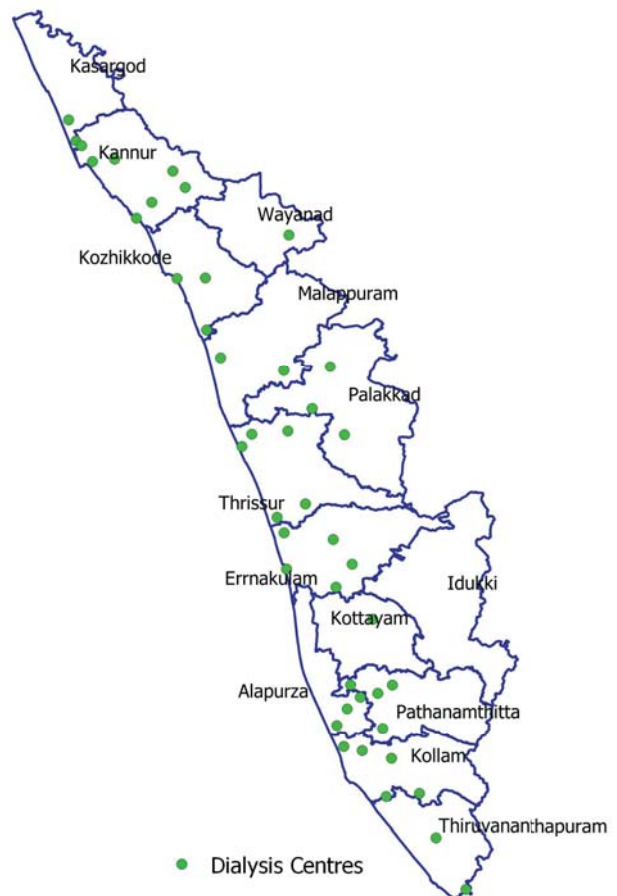 Kasargod
Kannur
Wayanad
Kozhikkode
Malappuram
Palakkad
Thrissur
Errnakulam
Idukki
Kottayam
Alapurza
Pathanamthitta
Kollam
Thiruvananthapuram
Dialysis Centres